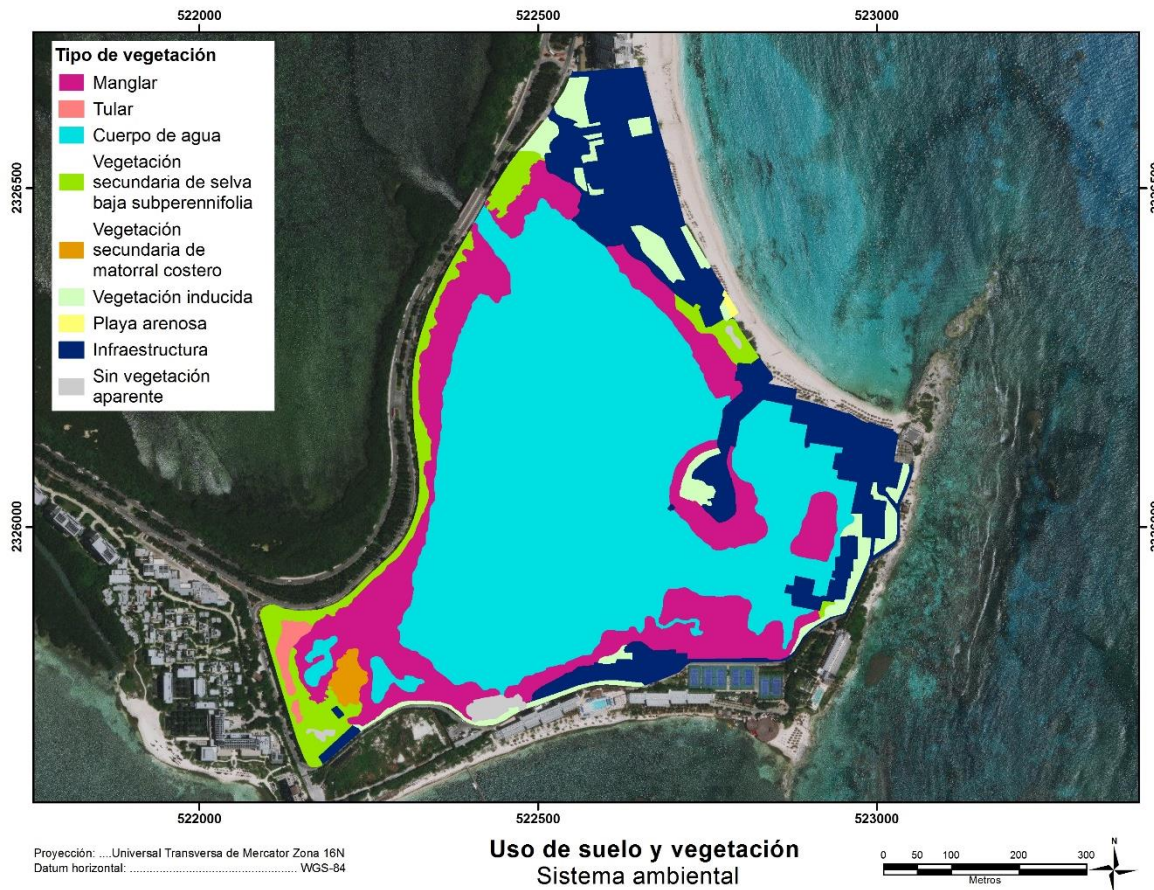 522000
522500
523000
Tipo de vegetación
Manglar
Tular
Cuerpo de agua
Vegetación
secundaria de selva
baja subperennifolia
Vegetación
secundaria de
matorral costero
Vegetación inducida
Playa arenosa
Infraestructura
Sin vegetación
aparente
2326500
2326500
2326000
2326000
522000
522500
523000
Proyección: ....Universal Transversa de Mercator Zona 16N
Datum horizontal: ................................................ WGS-84
Uso de suelo y vegetación
Sistema ambiental
0 50 100 200 300
Metros
N